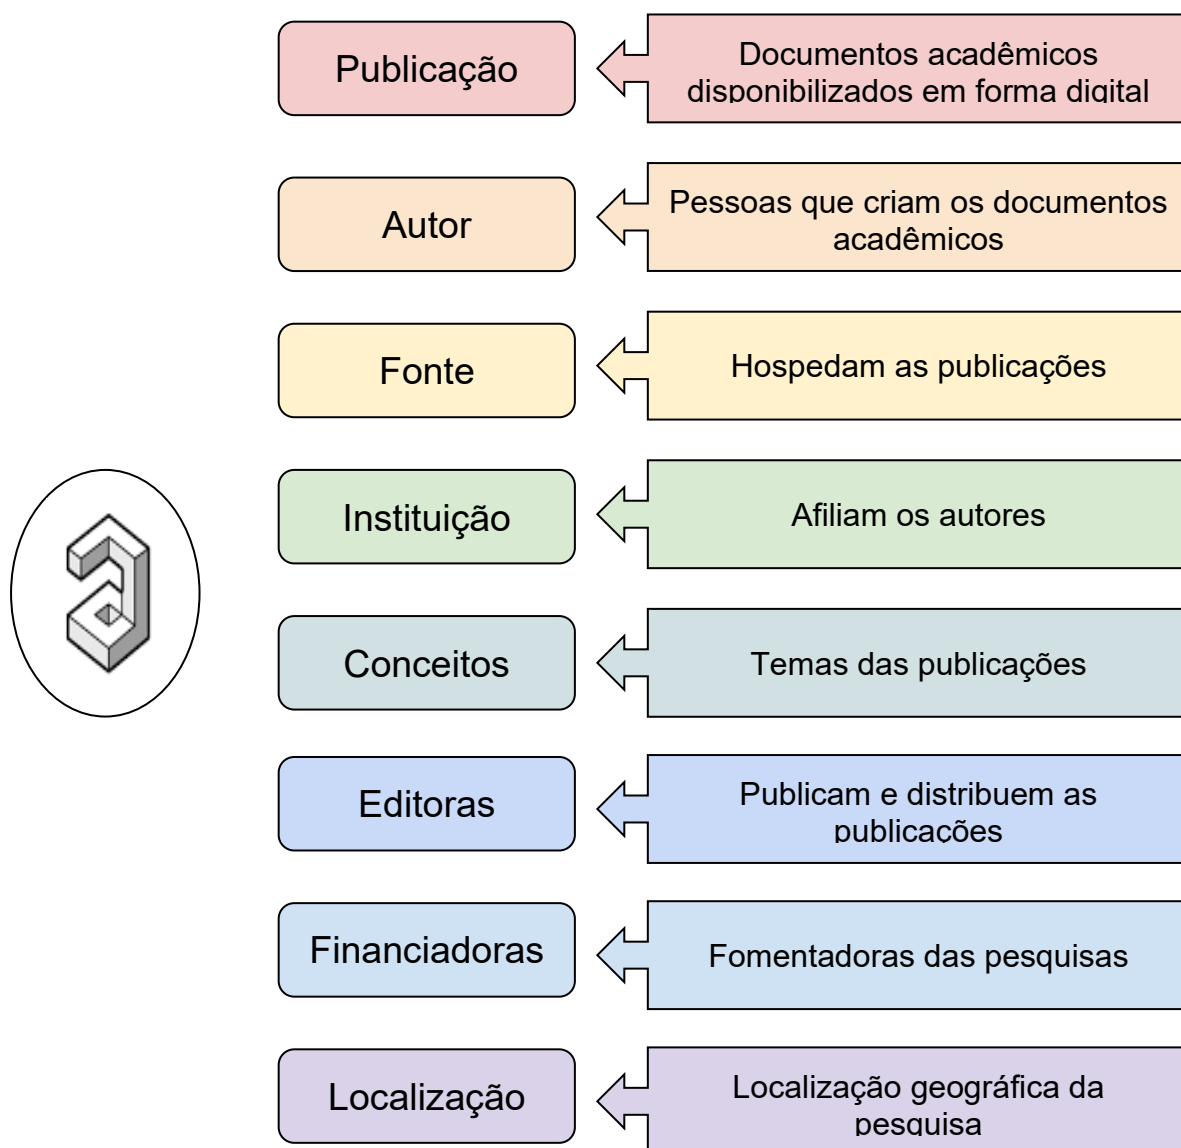 Publicação
Documentos acadêmicos
disponibilizados em forma digital
Autor
Pessoas que criam os documentos
acadêmicos
Fonte
Hospedam as publicações
Instituição
Afiliam os autores
Conceitos
Temas das publicações
Editoras
Publicam e distribuem as
publicações
Financiadoras
Fomentadoras das pesquisas
Localização
Localização geográfica da
pesquisa